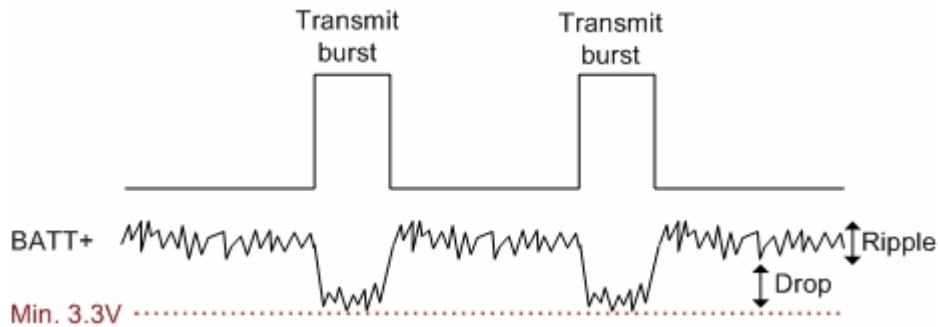 Transmit
burst
Transmit
burst
BATT+
Ripple
Drop
Min. 3.3V